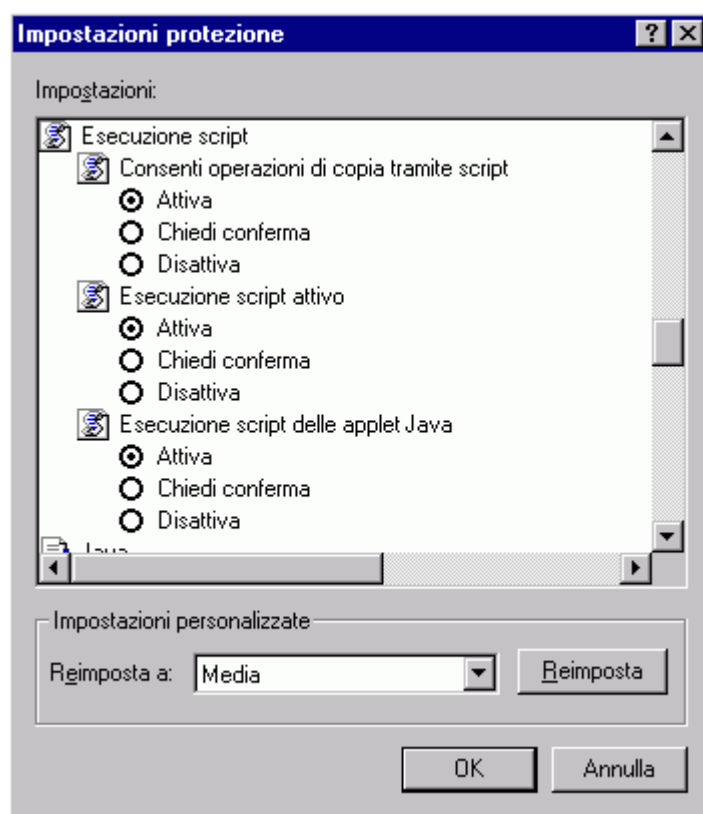 Impostazioni protezione
Impostazioni:
Esecuzione script
Consenti operazioni di copia tramite script
Attiva
Chiedi conferma
Disattiva
Esecuzione script attivo
Attiva
Chiedi conferma
Disattiva
Esecuzione script delle applet Java
Attiva
Chiedi conferma
Disattiva
Java
Impostazioni personalizzate
Reimposta a: Media Reimposta
OK Annulla